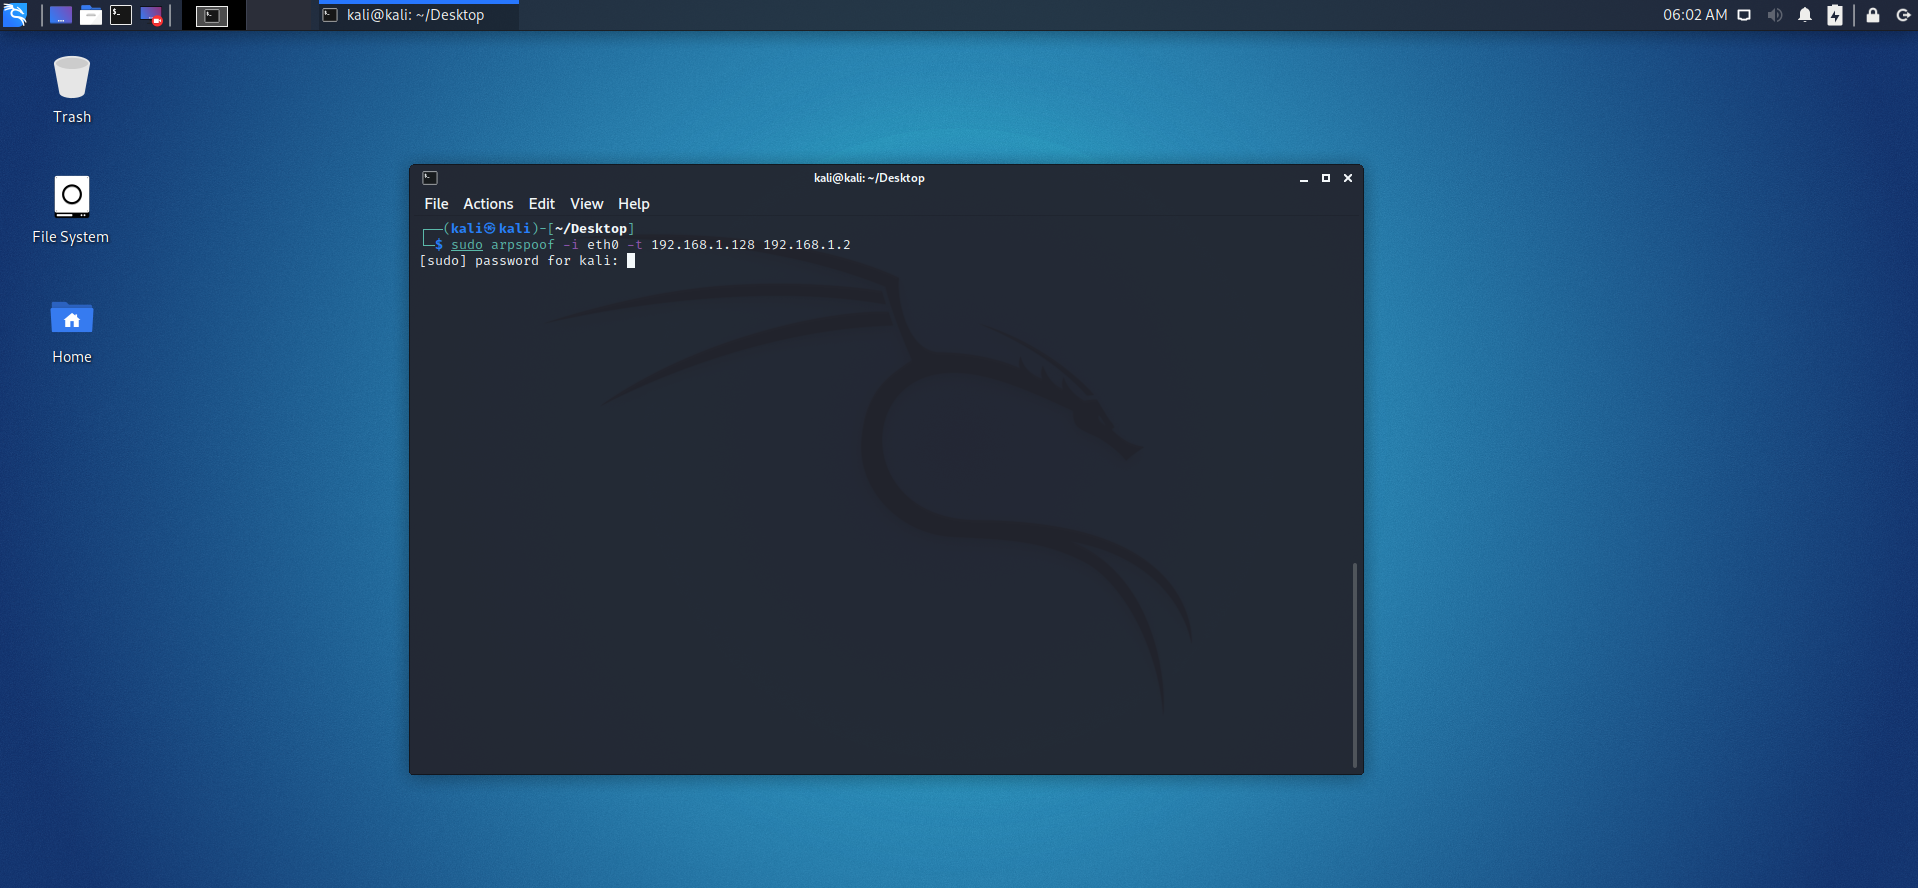 kali@kali: ~/Desktop
06:02 AM
Trash
File System
Home
kali@kali: ~/Desktop
File Actions Edit View Help
┌──(kali㉿kali)-[~/Desktop]
└─$ sudo arpspoof -i eth0 -t 192.168.1.128 192.168.1.2
[sudo] password for kali: